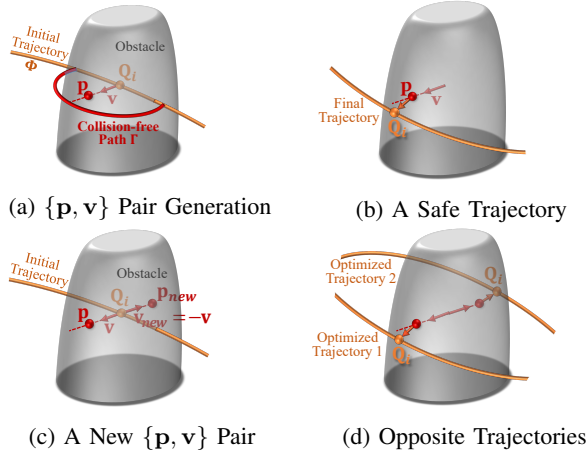 Initial
Trajectory
Φ
Obstacle
Q_i
p
v
Collision-free
Path Γ
(a) {p, v} Pair Generation
p
v
Final
Trajectory
Q_i
(b) A Safe Trajectory
Initial
Trajectory
Obstacle
Q_i
p_new
p
v
v_new = −v
(c) A New {p, v} Pair
Optimized
Trajectory 2
Q_i
Optimized
Trajectory 1
Q_i
(d) Opposite Trajectories